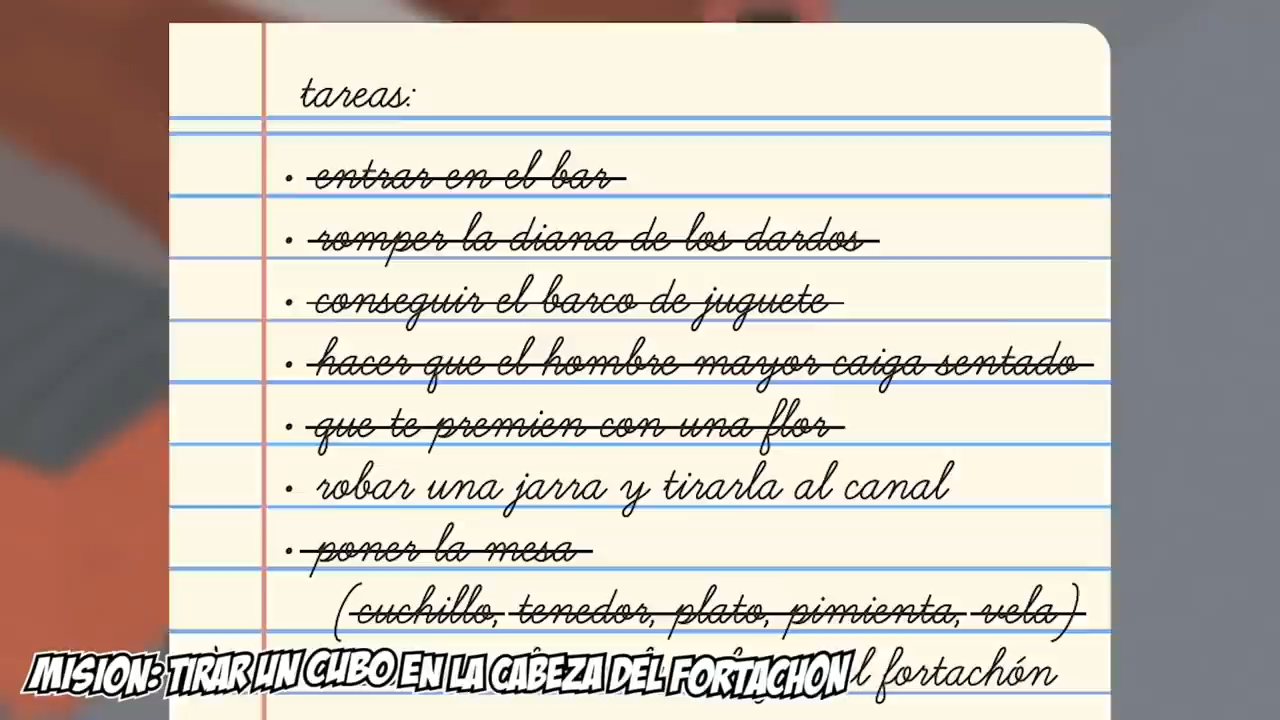 tareas:
• entrar en el bar
• romper la diana de los dardos
• conseguir el barco de juguete
• hacer que el hombre mayor caiga sentado
• que te premien con una flor
• robar una jarra y tirarla al canal
• poner la mesa
(cuchillo, tenedor, plato, pimienta, vela)
l fortachón
MISION: TIRAR UN CUBO EN LA CABEZA DEL FORTACHON